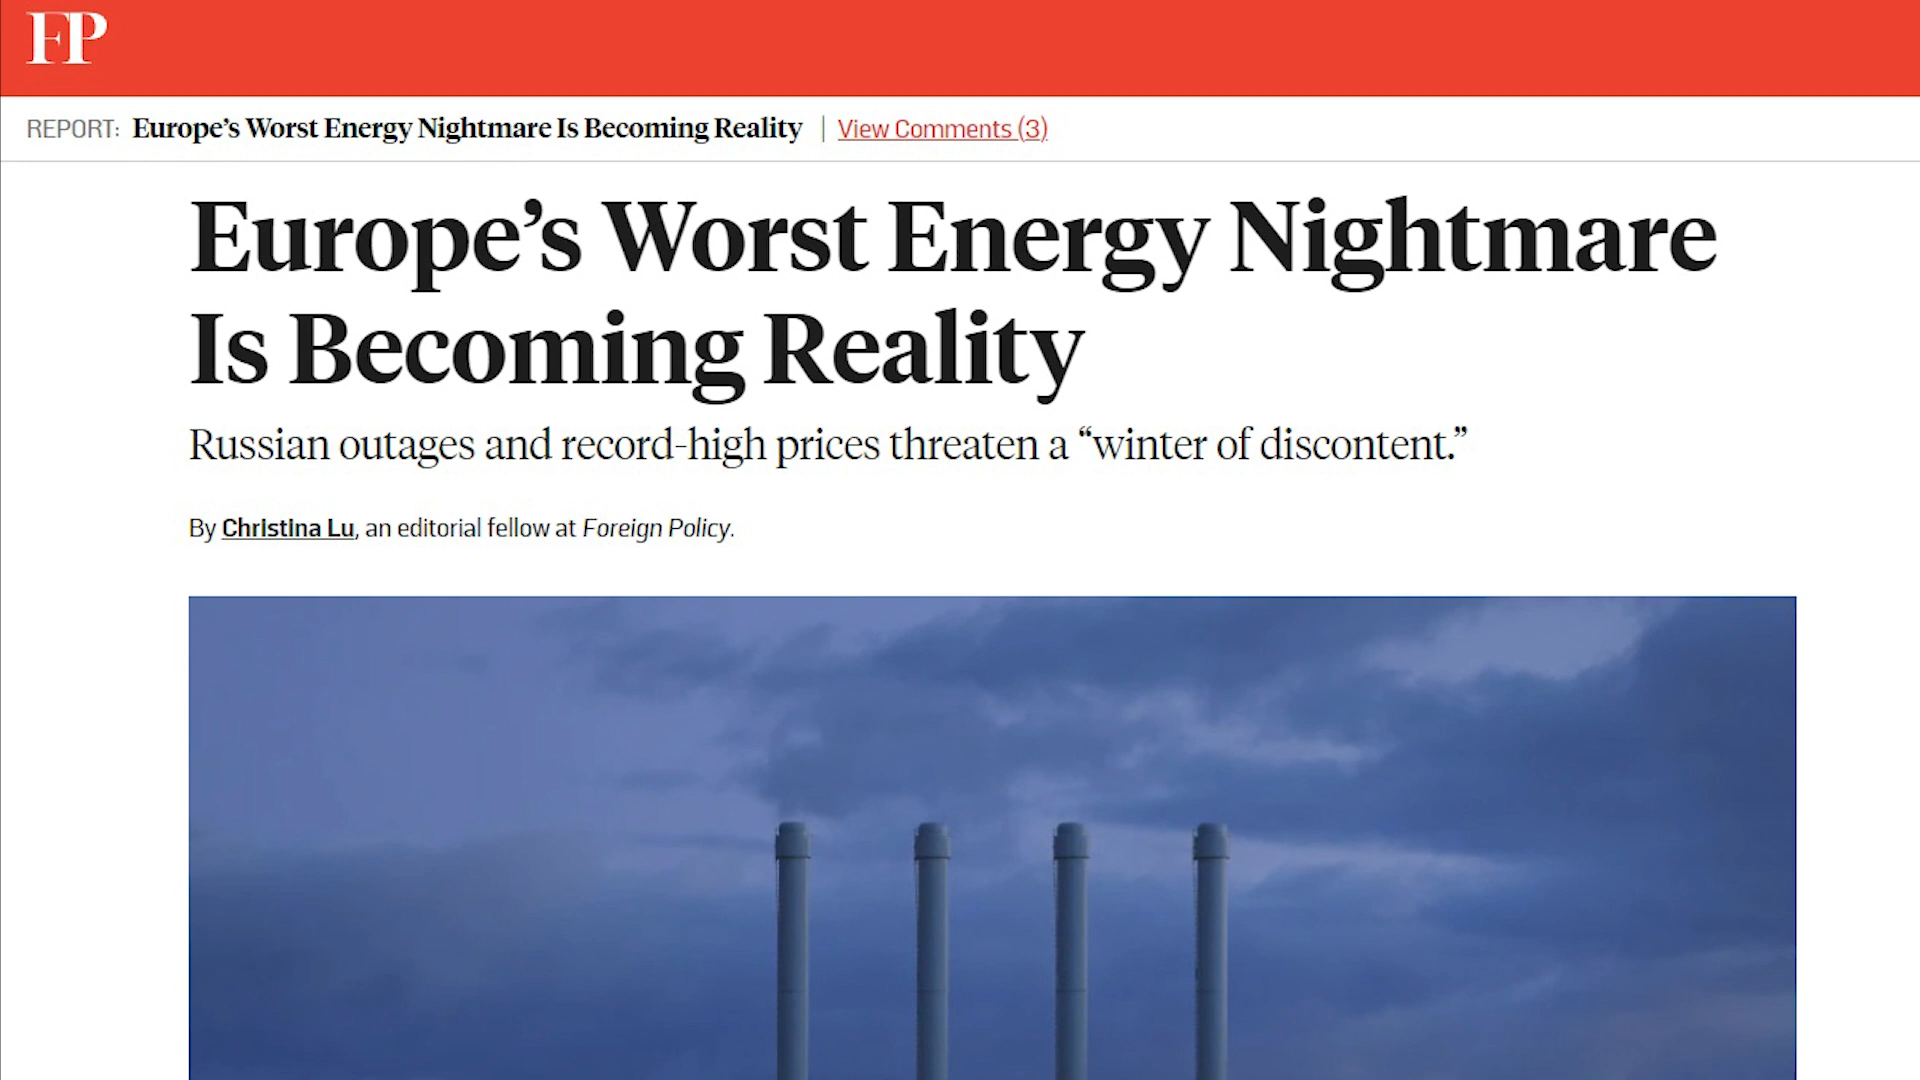 FP
REPORT: Europe’s Worst Energy Nightmare Is Becoming Reality | View Comments (3)
Europe’s Worst Energy Nightmare
Is Becoming Reality
Russian outages and record-high prices threaten a “winter of discontent.”
By Christina Lu, an editorial fellow at Foreign Policy.